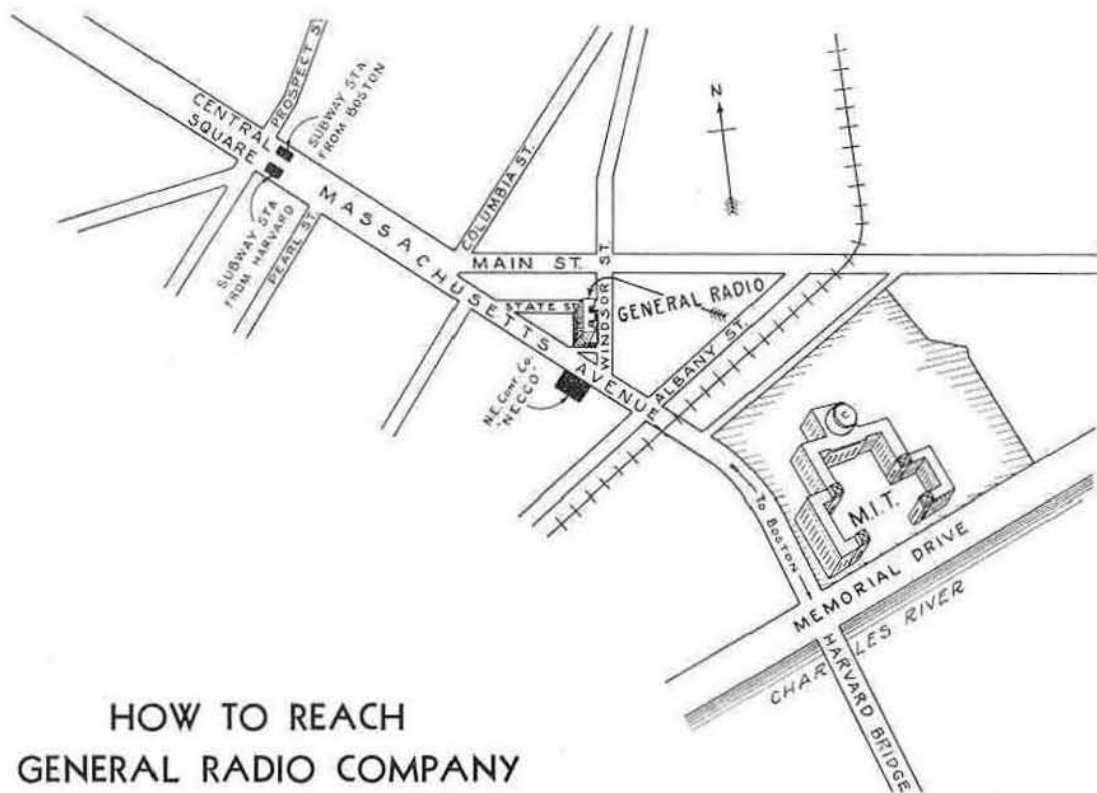 PROSPECT S
SUBWAY STA
FROM BOSTON
CENTRAL
SQUARE
SUBWAY STA
FROM HARVARD
PEARL ST.
MASSACHUSETTS AVENUE
COLUMBIA ST.
N
MAIN ST.
STATE ST
WINDSOR ST.
GENERAL RADIO
ALBANY ST.
N.E. CONF. CO.
"NECCO"
TO BOSTON
M.I.T.
MEMORIAL DRIVE
CHARLES RIVER
HARVARD BRIDGE
HOW TO REACH
GENERAL RADIO COMPANY